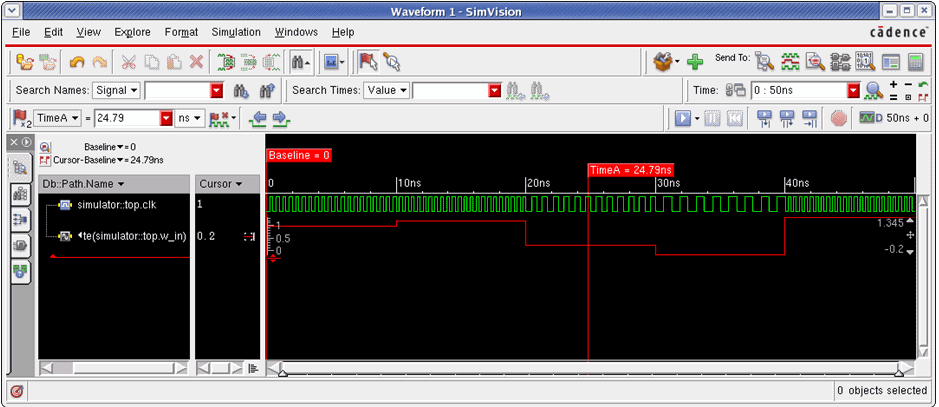 Waveform 1 - SimVision
File Edit View Explore Format Simulation Windows Help
cādence™
Send To:
Search Names: Signal
Search Times: Value
Time: 0 : 50ns
x2 TimeA = 24.79 ns
50ns + 0
Baseline = 0
Cursor-Baseline = 24.79ns
Baseline = 0
TimeA = 24.79ns
Db::Path.Name Cursor
0 10ns 20ns 30ns 40ns
simulator::top.clk 1
te(simulator::top.w_in) 0.2
1
0.5
0
1.345
-0.2
0 objects selected